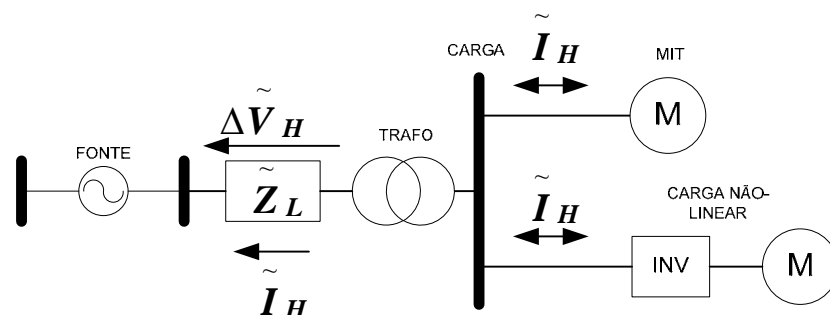 CARGA
Ĩ H
MIT
M
ΔṼ H
TRAFO
FONTE
Z̃ L
Ĩ H
CARGA NÃO-
LINEAR
INV
M
Ĩ H